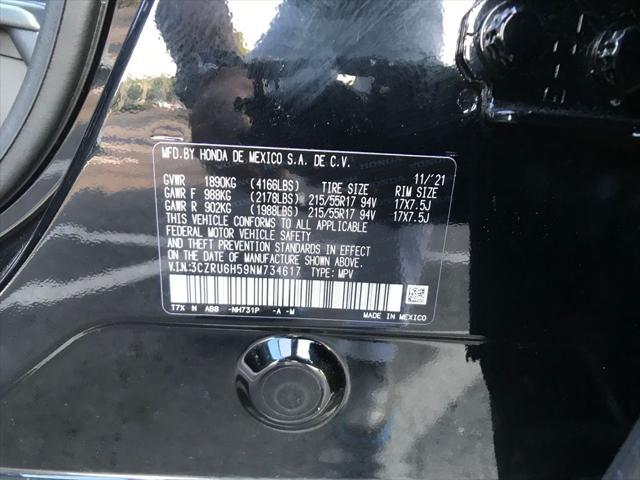 MFD.BY HONDA DE MEXICO S.A. DE C.V. 11/'21
GVWR 1890KG (4166LBS) TIRE SIZE RIM SIZE
GAWR F 988KG (2178LBS) 215/55R17 94V 17X7.5J
GAWR R 902KG (1988LBS) 215/55R17 94V 17X7.5J
THIS VEHICLE CONFORMS TO ALL APPLICABLE
FEDERAL MOTOR VEHICLE SAFETY
AND THEFT PREVENTION STANDARDS IN EFFECT
ON THE DATE OF MANUFACTURE SHOWN ABOVE.
V.I.N:3CZRU6H59NM734617 TYPE: MPV
T7X N ABS -NH731P -A -M MADE IN MEXICO